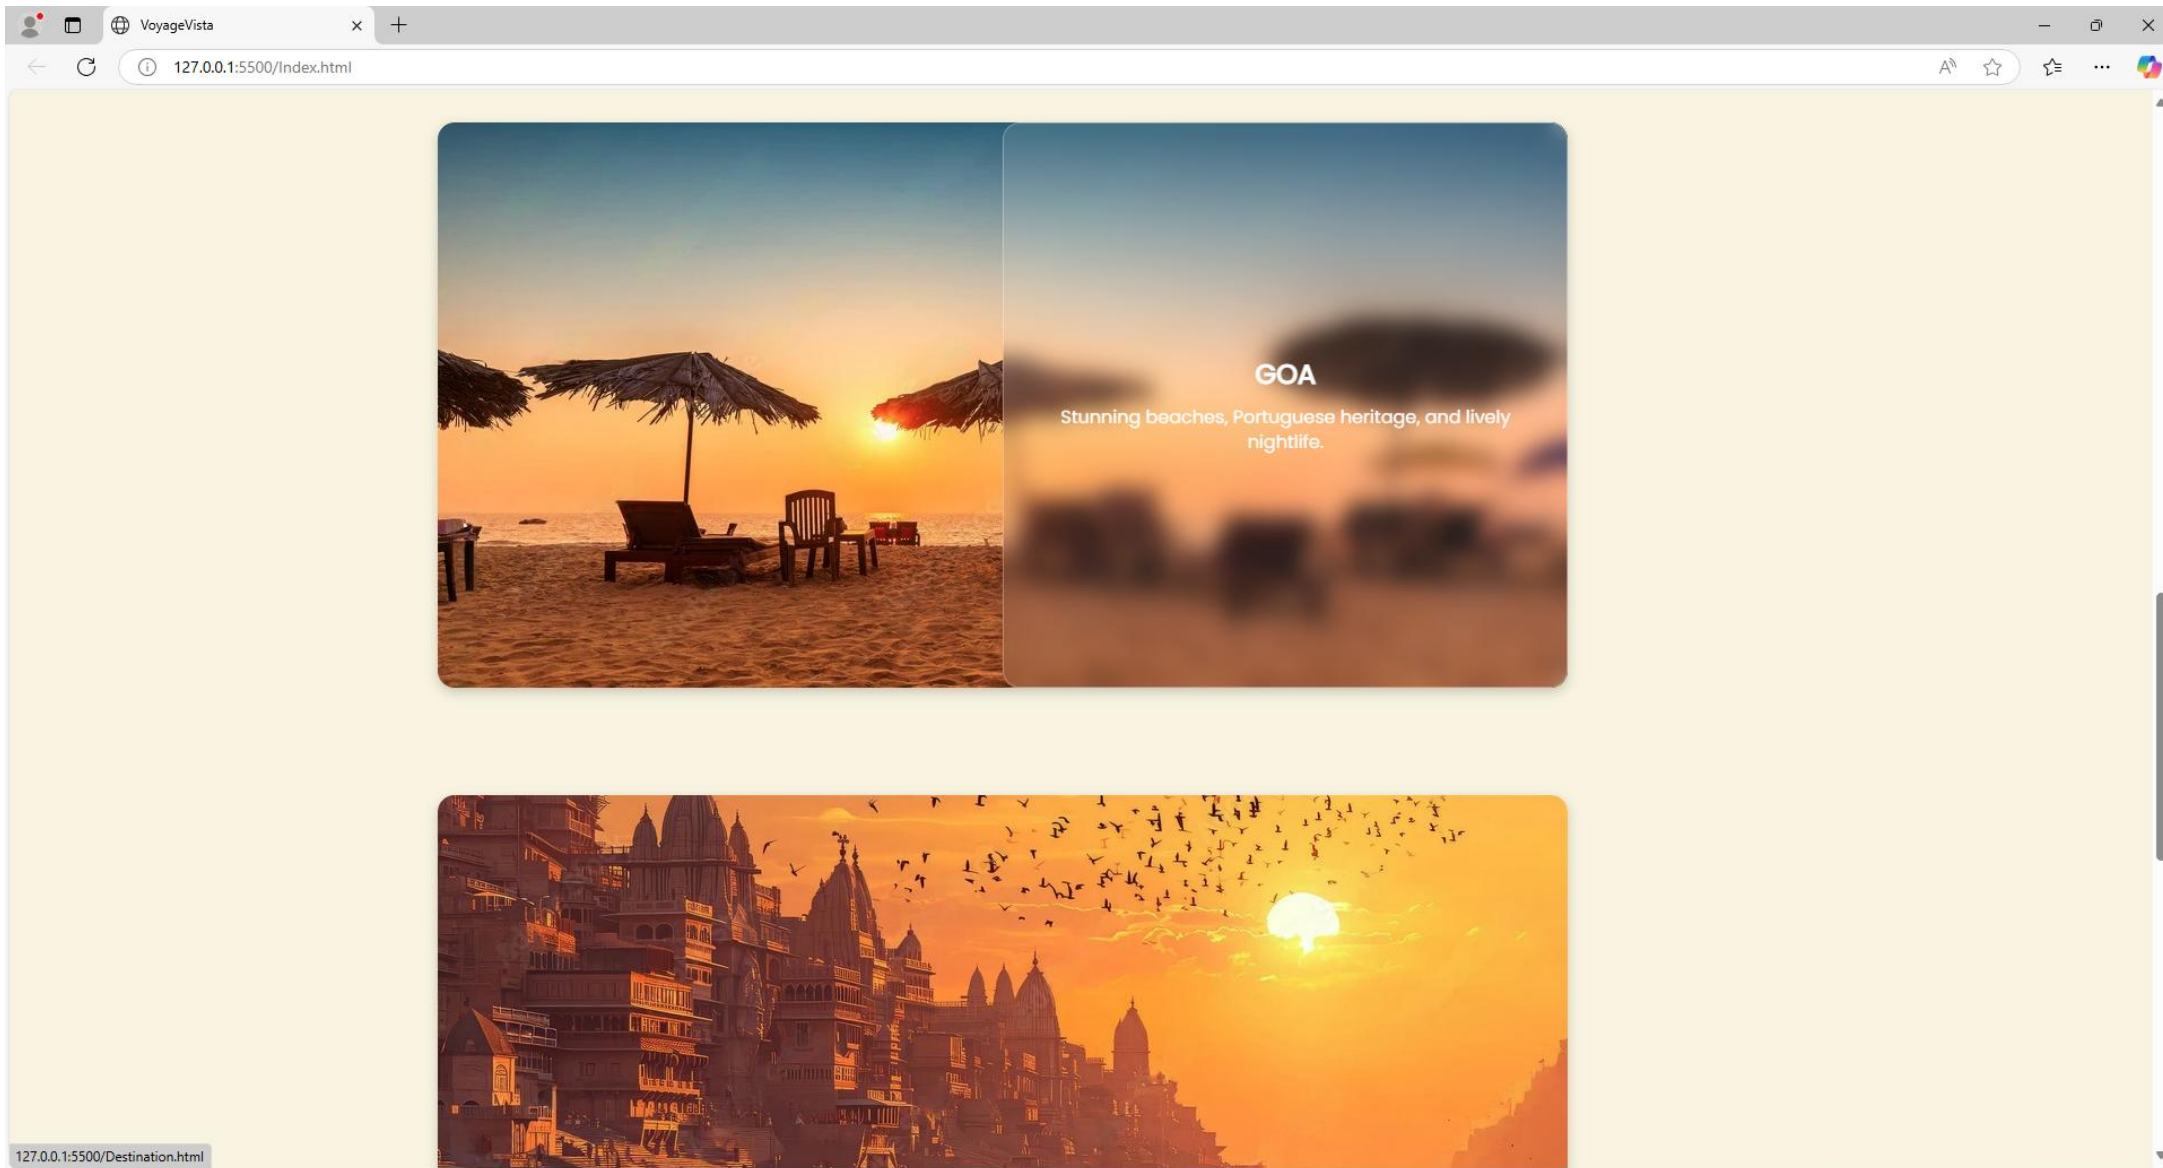 VoyageVista
127.0.0.1:5500/Index.html
GOA
Stunning beaches, Portuguese heritage, and lively
nightlife.
127.0.0.1:5500/Destination.html